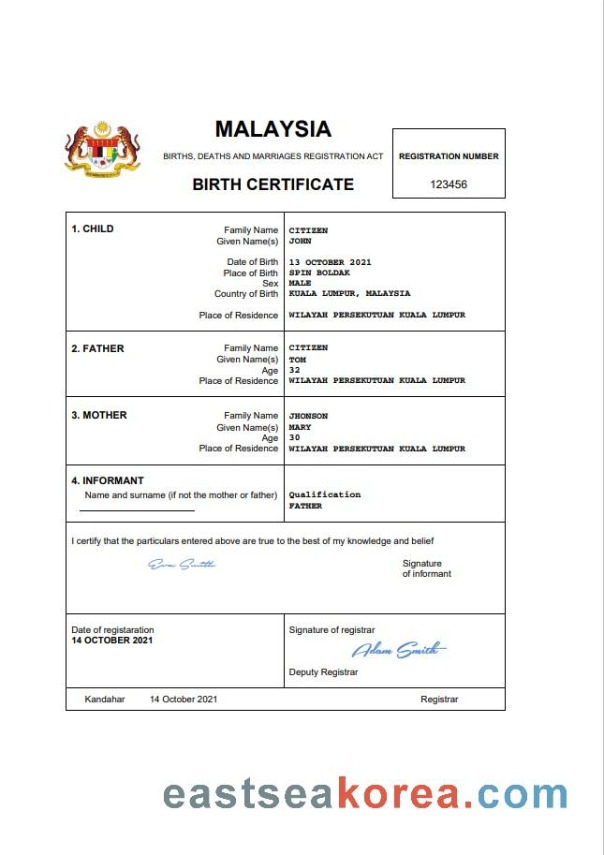 MALAYSIA
BIRTHS, DEATHS AND MARRIAGES REGISTRATION ACT
BIRTH CERTIFICATE
REGISTRATION NUMBER
123456
1. CHILD
Family Name CITIZEN
Given Name(s) JOHN
Date of Birth 13 OCTOBER 2021
Place of Birth SPIN BOLDAK
Sex MALE
Country of Birth KUALA LUMPUR, MALAYSIA
Place of Residence WILAYAH PERSEKUTUAN KUALA LUMPUR
2. FATHER
Family Name CITIZEN
Given Name(s) TOM
Age 32
Place of Residence WILAYAH PERSEKUTUAN KUALA LUMPUR
3. MOTHER
Family Name JHONSON
Given Name(s) MARY
Age 30
Place of Residence WILAYAH PERSEKUTUAN KUALA LUMPUR
4. INFORMANT
Name and surname (if not the mother or father) Qualification
FATHER
I certify that the particulars entered above are true to the best of my knowledge and belief
Eva Smith
Signature
of informant
Date of registaration
14 OCTOBER 2021
Signature of registrar
Adam Smith
Deputy Registrar
Kandahar 14 October 2021 Registrar
eastseakorea.com